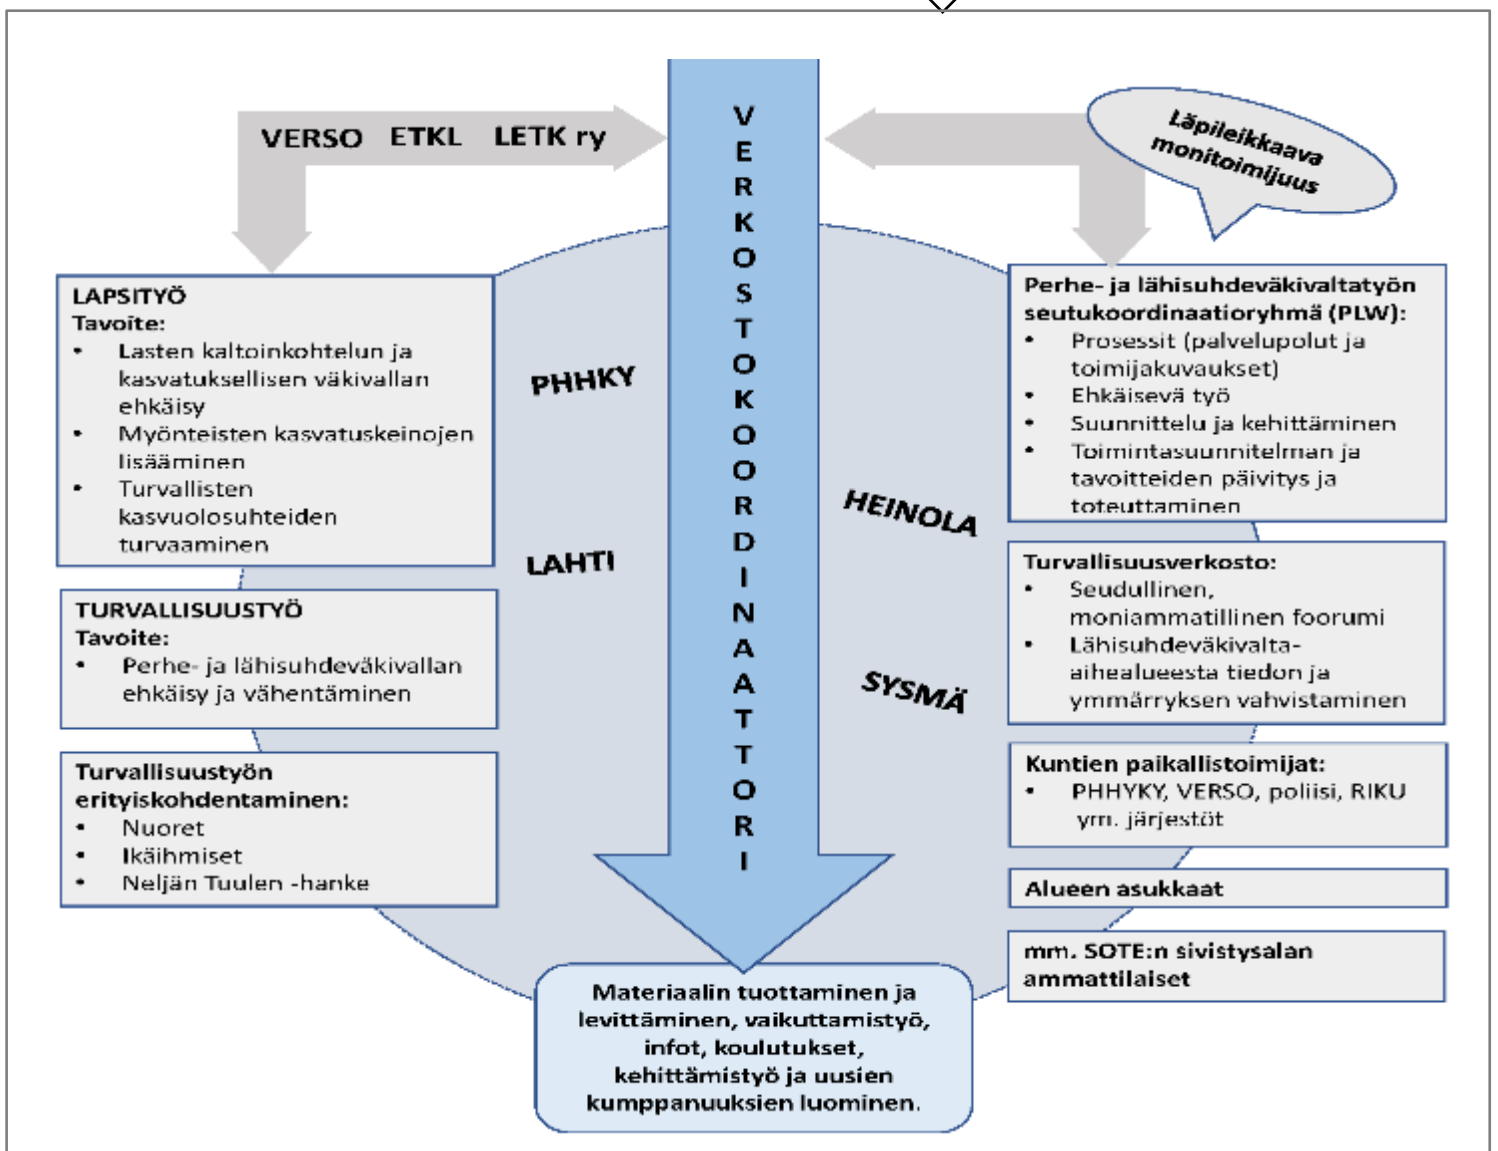 VERSO ETKL LETK ry
VERKOSTOKOORDINAATTORI
Läpileikkaava
monitoimijuus
LAPSITYÖ
Tavoite:
• Lasten kaltoinkohtelun ja
kasvatuksellisen väkivallan
ehkäisy
• Myönteisten kasvatuskeinojen
lisääminen
• Turvallisten
kasvuolosuhteiden
turvaaminen
TURVALLISUUSTYÖ
Tavoite:
• Perhe- ja lähisuhdeväkivallan
ehkäisy ja vähentäminen
Turvallisuustyön
erityiskohdentaminen:
• Nuoret
• Ikäihmiset
• Neljän Tuulen -hanke
PHHKY
LAHTI
HEINOLA
SYSMÄ
Perhe- ja lähisuhdeväkivaltatyön
seutukoordinaatioryhmä (PLW):
• Prosessit (palvelupolut ja
toimijakuvaukset)
• Ehkäisevä työ
• Suunnittelu ja kehittäminen
• Toimintasuunnitelman ja
tavoitteiden päivitys ja
toteuttaminen
Turvallisuusverkosto:
• Seudullinen,
moniammatillinen foorumi
• Lähisuhdeväkivalta-
aihealueesta tiedon ja
ymmärryksen vahvistaminen
Kuntien paikallistoimijat:
• PHHYKY, VERSO, poliisi, RIKU
ym. järjestöt
Alueen asukkaat
mm. SOTE:n sivistysalan
ammattilaiset
Materiaalin tuottaminen ja
levittäminen, vaikuttamistyö,
infot, koulutukset,
kehittämistyö ja uusien
kumppanuuksien luominen.